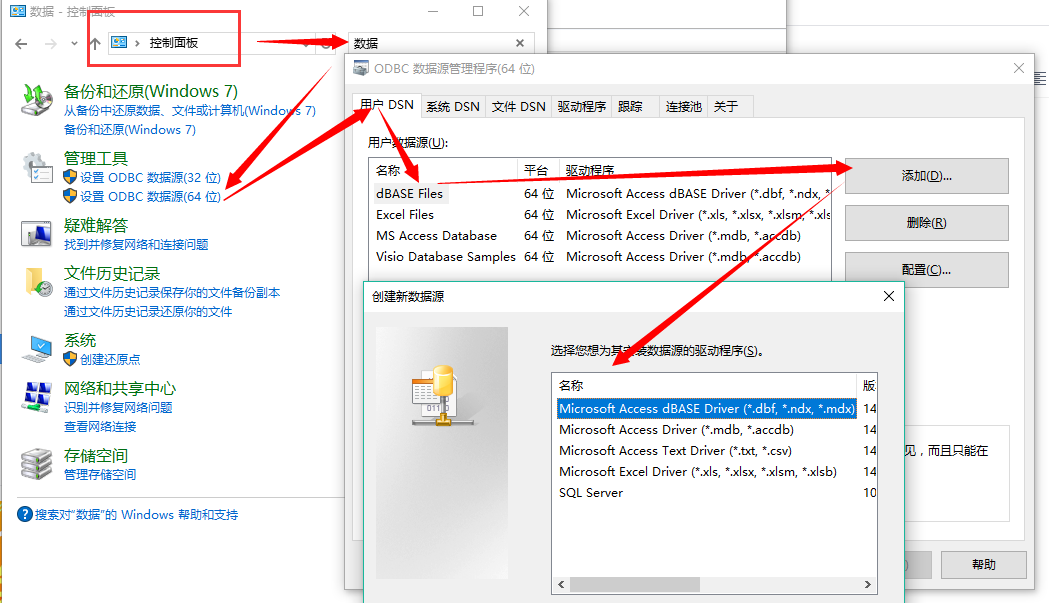 数据 - 控制面板
控制面板
数据
备份和还原(Windows 7)
从备份中还原数据、文件或计算机(Windows 7)
备份和还原(Windows 7)
管理工具
设置 ODBC 数据源(32 位)
设置 ODBC 数据源(64 位)
疑难解答
找到并修复网络和连接问题
文件历史记录
通过文件历史记录保存你的文件备份副本
通过文件历史记录还原你的文件
系统
创建还原点
网络和共享中心
识别并修复网络问题
查看网络连接
存储空间
管理存储空间
搜索对"数据"的 Windows 帮助和支持
ODBC 数据源管理程序(64 位)
用户 DSN 系统 DSN 文件 DSN 驱动程序 跟踪 连接池 关于
用户数据源(U):
名称 平台 驱动程序
dBASE Files 64 位 Microsoft Access dBASE Driver (*.dbf, *.ndx, *
Excel Files 64 位 Microsoft Excel Driver (*.xls, *.xlsx, *.xlsm, *.xls
MS Access Database 64 位 Microsoft Access Driver (*.mdb, *.accdb)
Visio Database Samples 64 位 Microsoft Access Driver (*.mdb, *.accdb)
添加(D)...
删除(R)
配置(C)...
见，而且只能在
帮助
创建新数据源
选择您想为其安装数据源的驱动程序(S)。
名称 版
Microsoft Access dBASE Driver (*.dbf, *.ndx, *.mdx) 14
Microsoft Access Driver (*.mdb, *.accdb) 14
Microsoft Access Text Driver (*.txt, *.csv) 14
Microsoft Excel Driver (*.xls, *.xlsx, *.xlsm, *.xlsb) 14
SQL Server 10